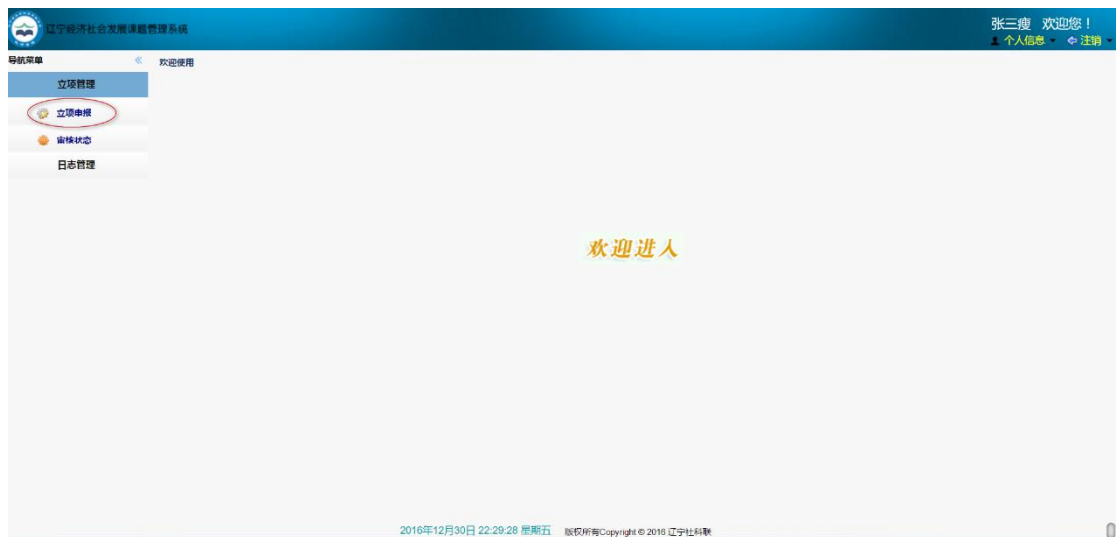 辽宁经济社会发展课题管理系统
张三瘦 欢迎您！
个人信息 注销
导航菜单
欢迎使用
立项管理
立项申报
审核状态
日志管理
欢迎进入
2016年12月30日 22:29:28 星期五 版权所有Copyright © 2016 辽宁社科联